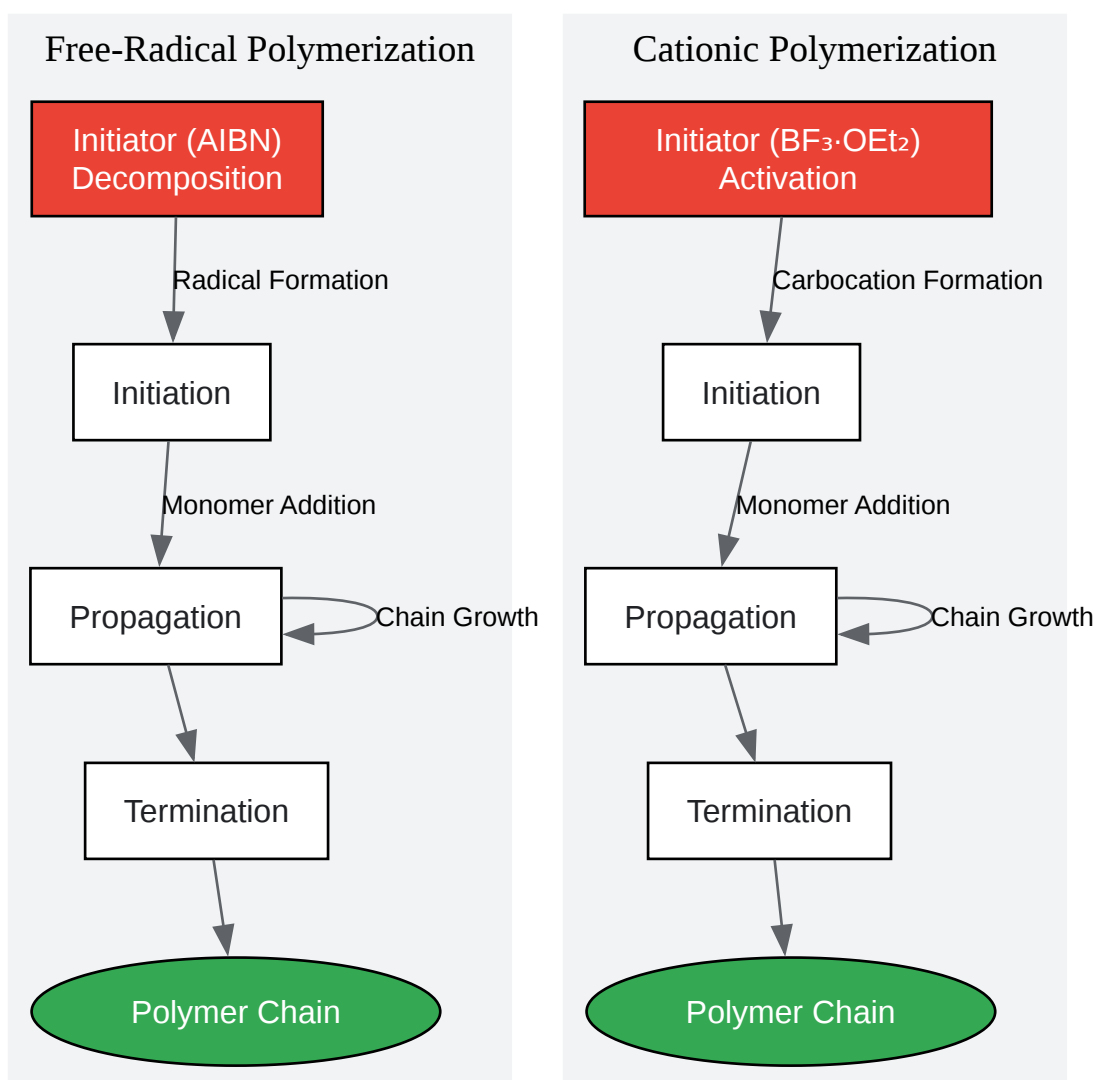 Free-Radical Polymerization
Initiator (AIBN)
Decomposition
Radical Formation
Initiation
Monomer Addition
Propagation
Chain Growth
Termination
Polymer Chain
Cationic Polymerization
Initiator (BF₃·OEt₂)
Activation
Carbocation Formation
Initiation
Monomer Addition
Propagation
Chain Growth
Termination
Polymer Chain